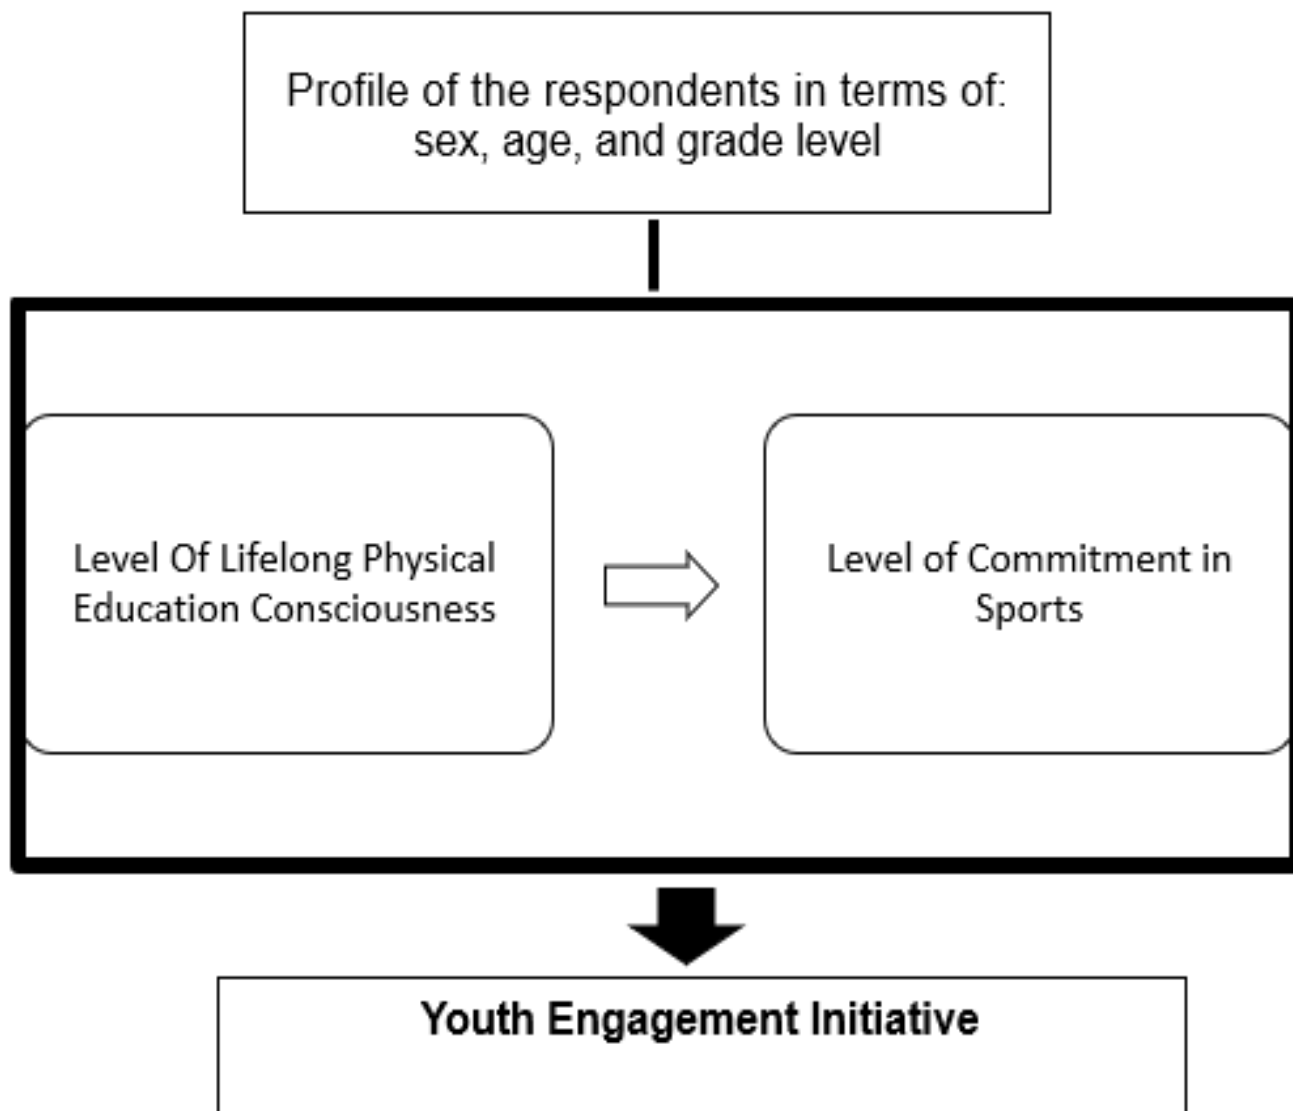 Profile of the respondents in terms of:
sex, age, and grade level
Level Of Lifelong Physical
Education Consciousness
Level of Commitment in
Sports
Youth Engagement Initiative